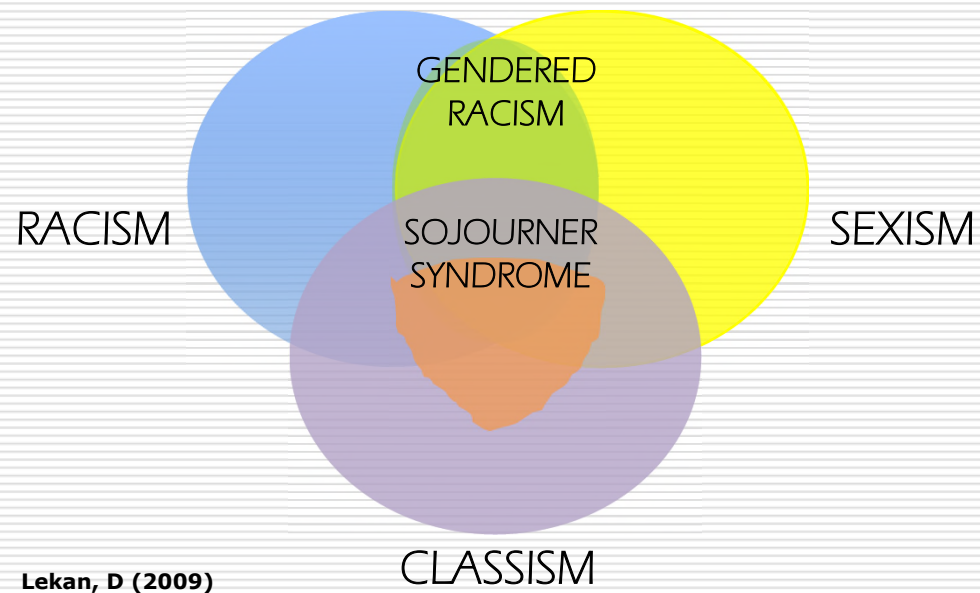 GENDERED
RACISM
RACISM
SEXISM
SOJOURNER
SYNDROME
CLASSISM
Lekan, D (2009)